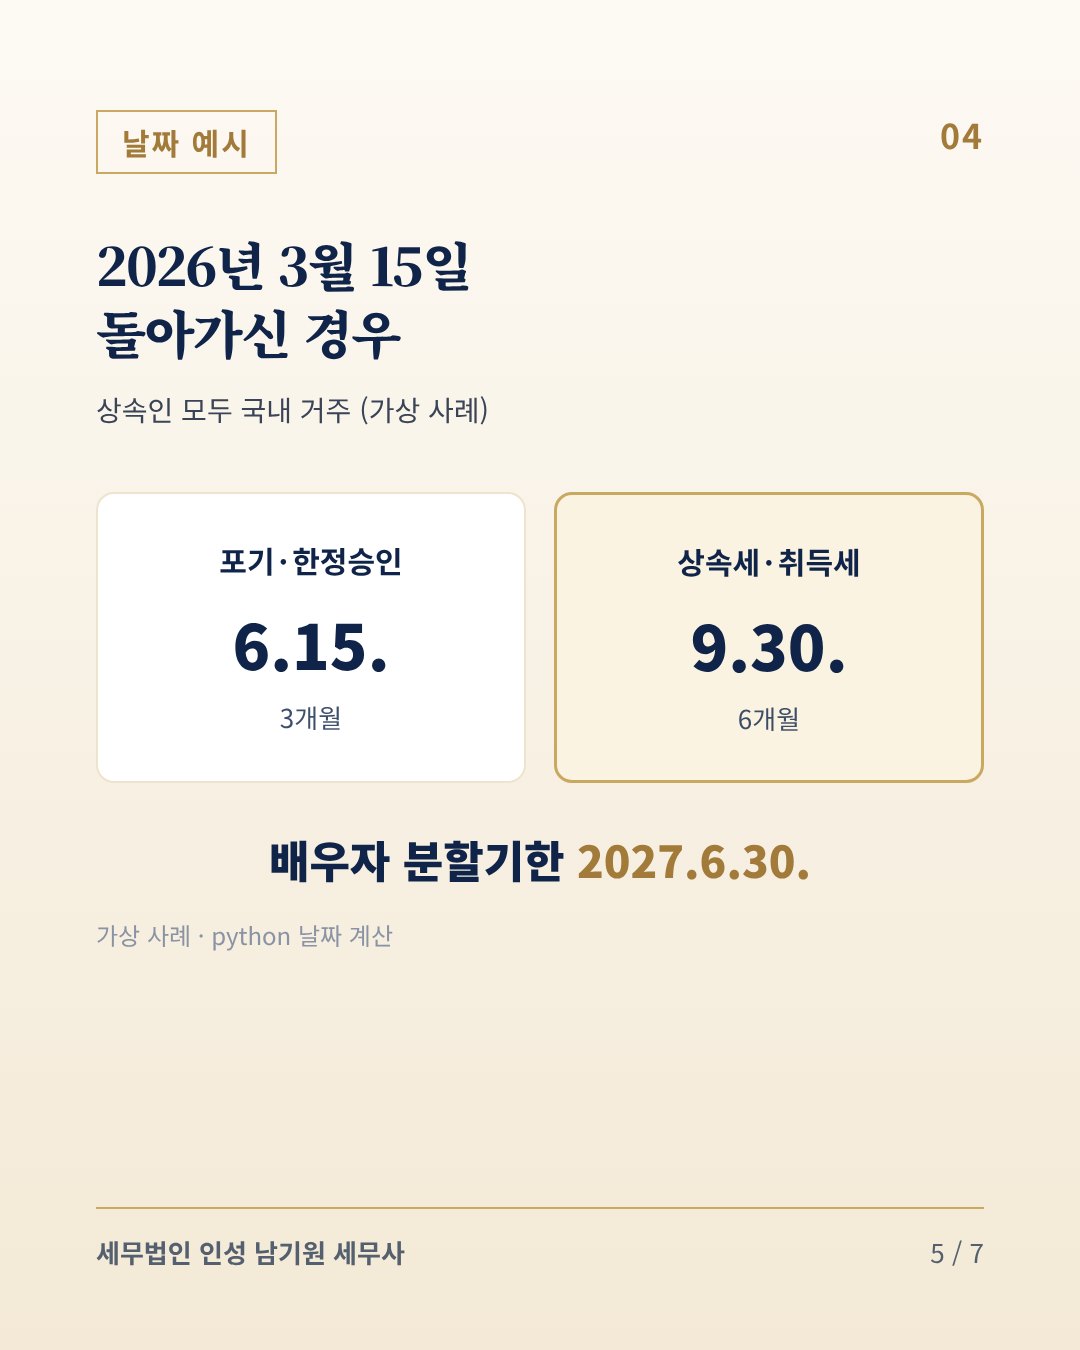 날짜 예시
04
2026년 3월 15일
돌아가신 경우
상속인 모두 국내 거주 (가상 사례)
포기·한정승인
6.15.
3개월
상속세·취득세
9.30.
6개월
배우자 분할기한 2027.6.30.
가상 사례 · python 날짜 계산
세무법인 인성 남기원 세무사
5 / 7